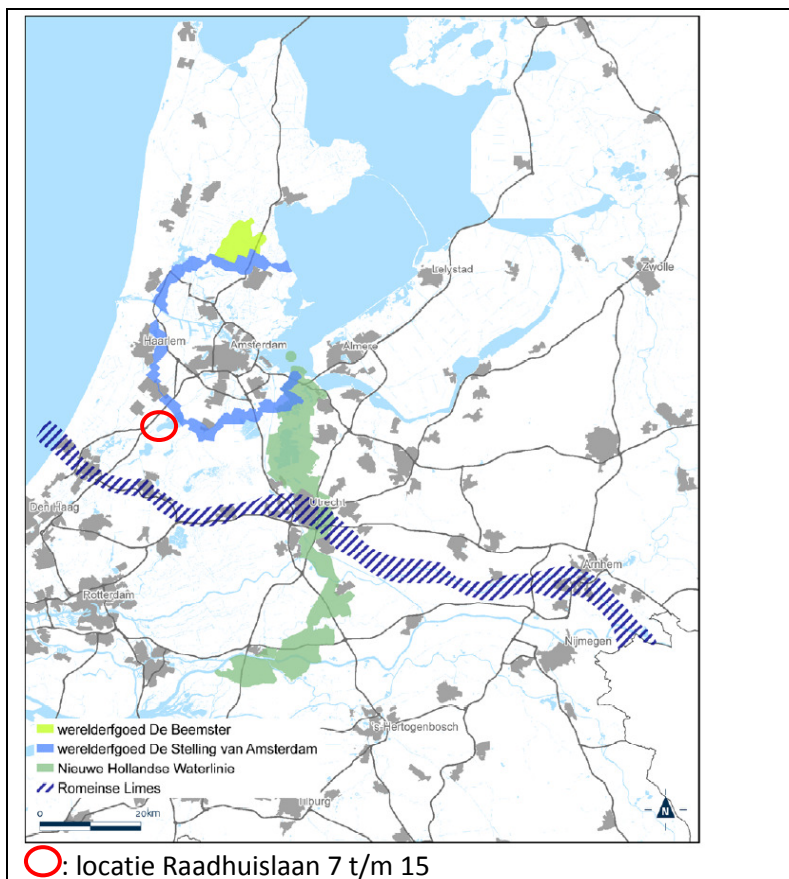 Lelystad
Zwolle
Haarlem
Amsterdam
Almere
Den Haag
Utrecht
Arnhem
Rotterdam
Nijmegen
's-Hertogenbosch
werelderfgoed De Beemster
werelderfgoed De Stelling van Amsterdam
Nieuwe Hollandse Waterlinie
Romeinse Limes
Tilburg
0 20km
N
: locatie Raadhuislaan 7 t/m 15